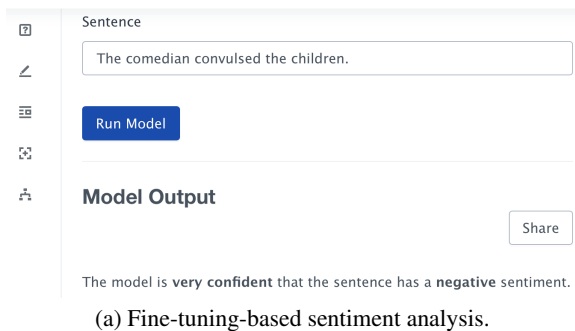 Sentence
The comedian convulsed the children.
Run Model
Model Output
Share
The model is very confident that the sentence has a negative sentiment.
(a) Fine-tuning-based sentiment analysis.